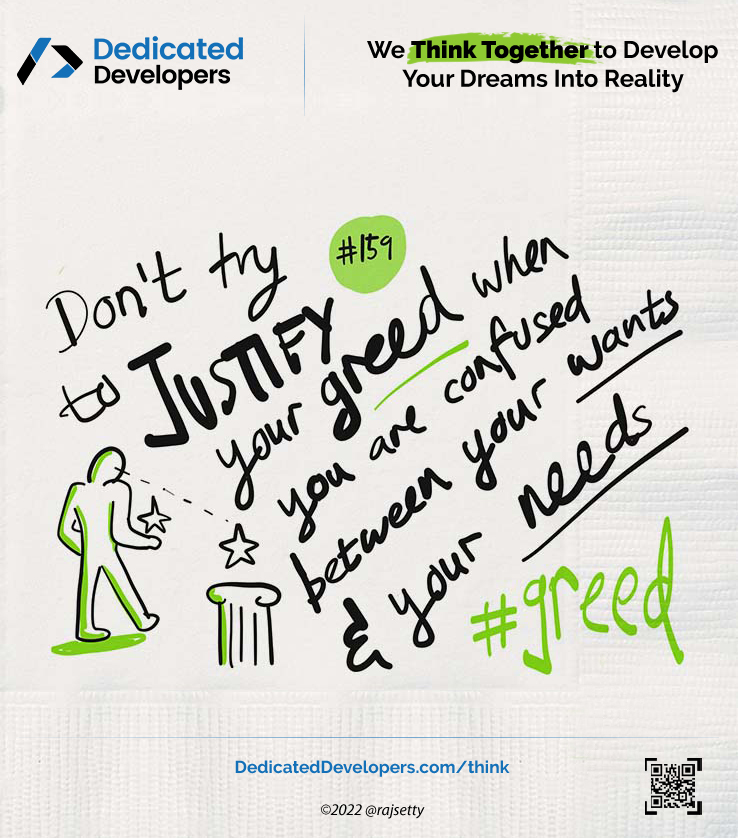 Dedicated
Developers
We Think Together to Develop
Your Dreams Into Reality
#159
Don't try
to JUSTIFY
your greed when
you are confused
between your wants
& your needs
#greed
DedicatedDevelopers.com/think
©2022 @rajsetty